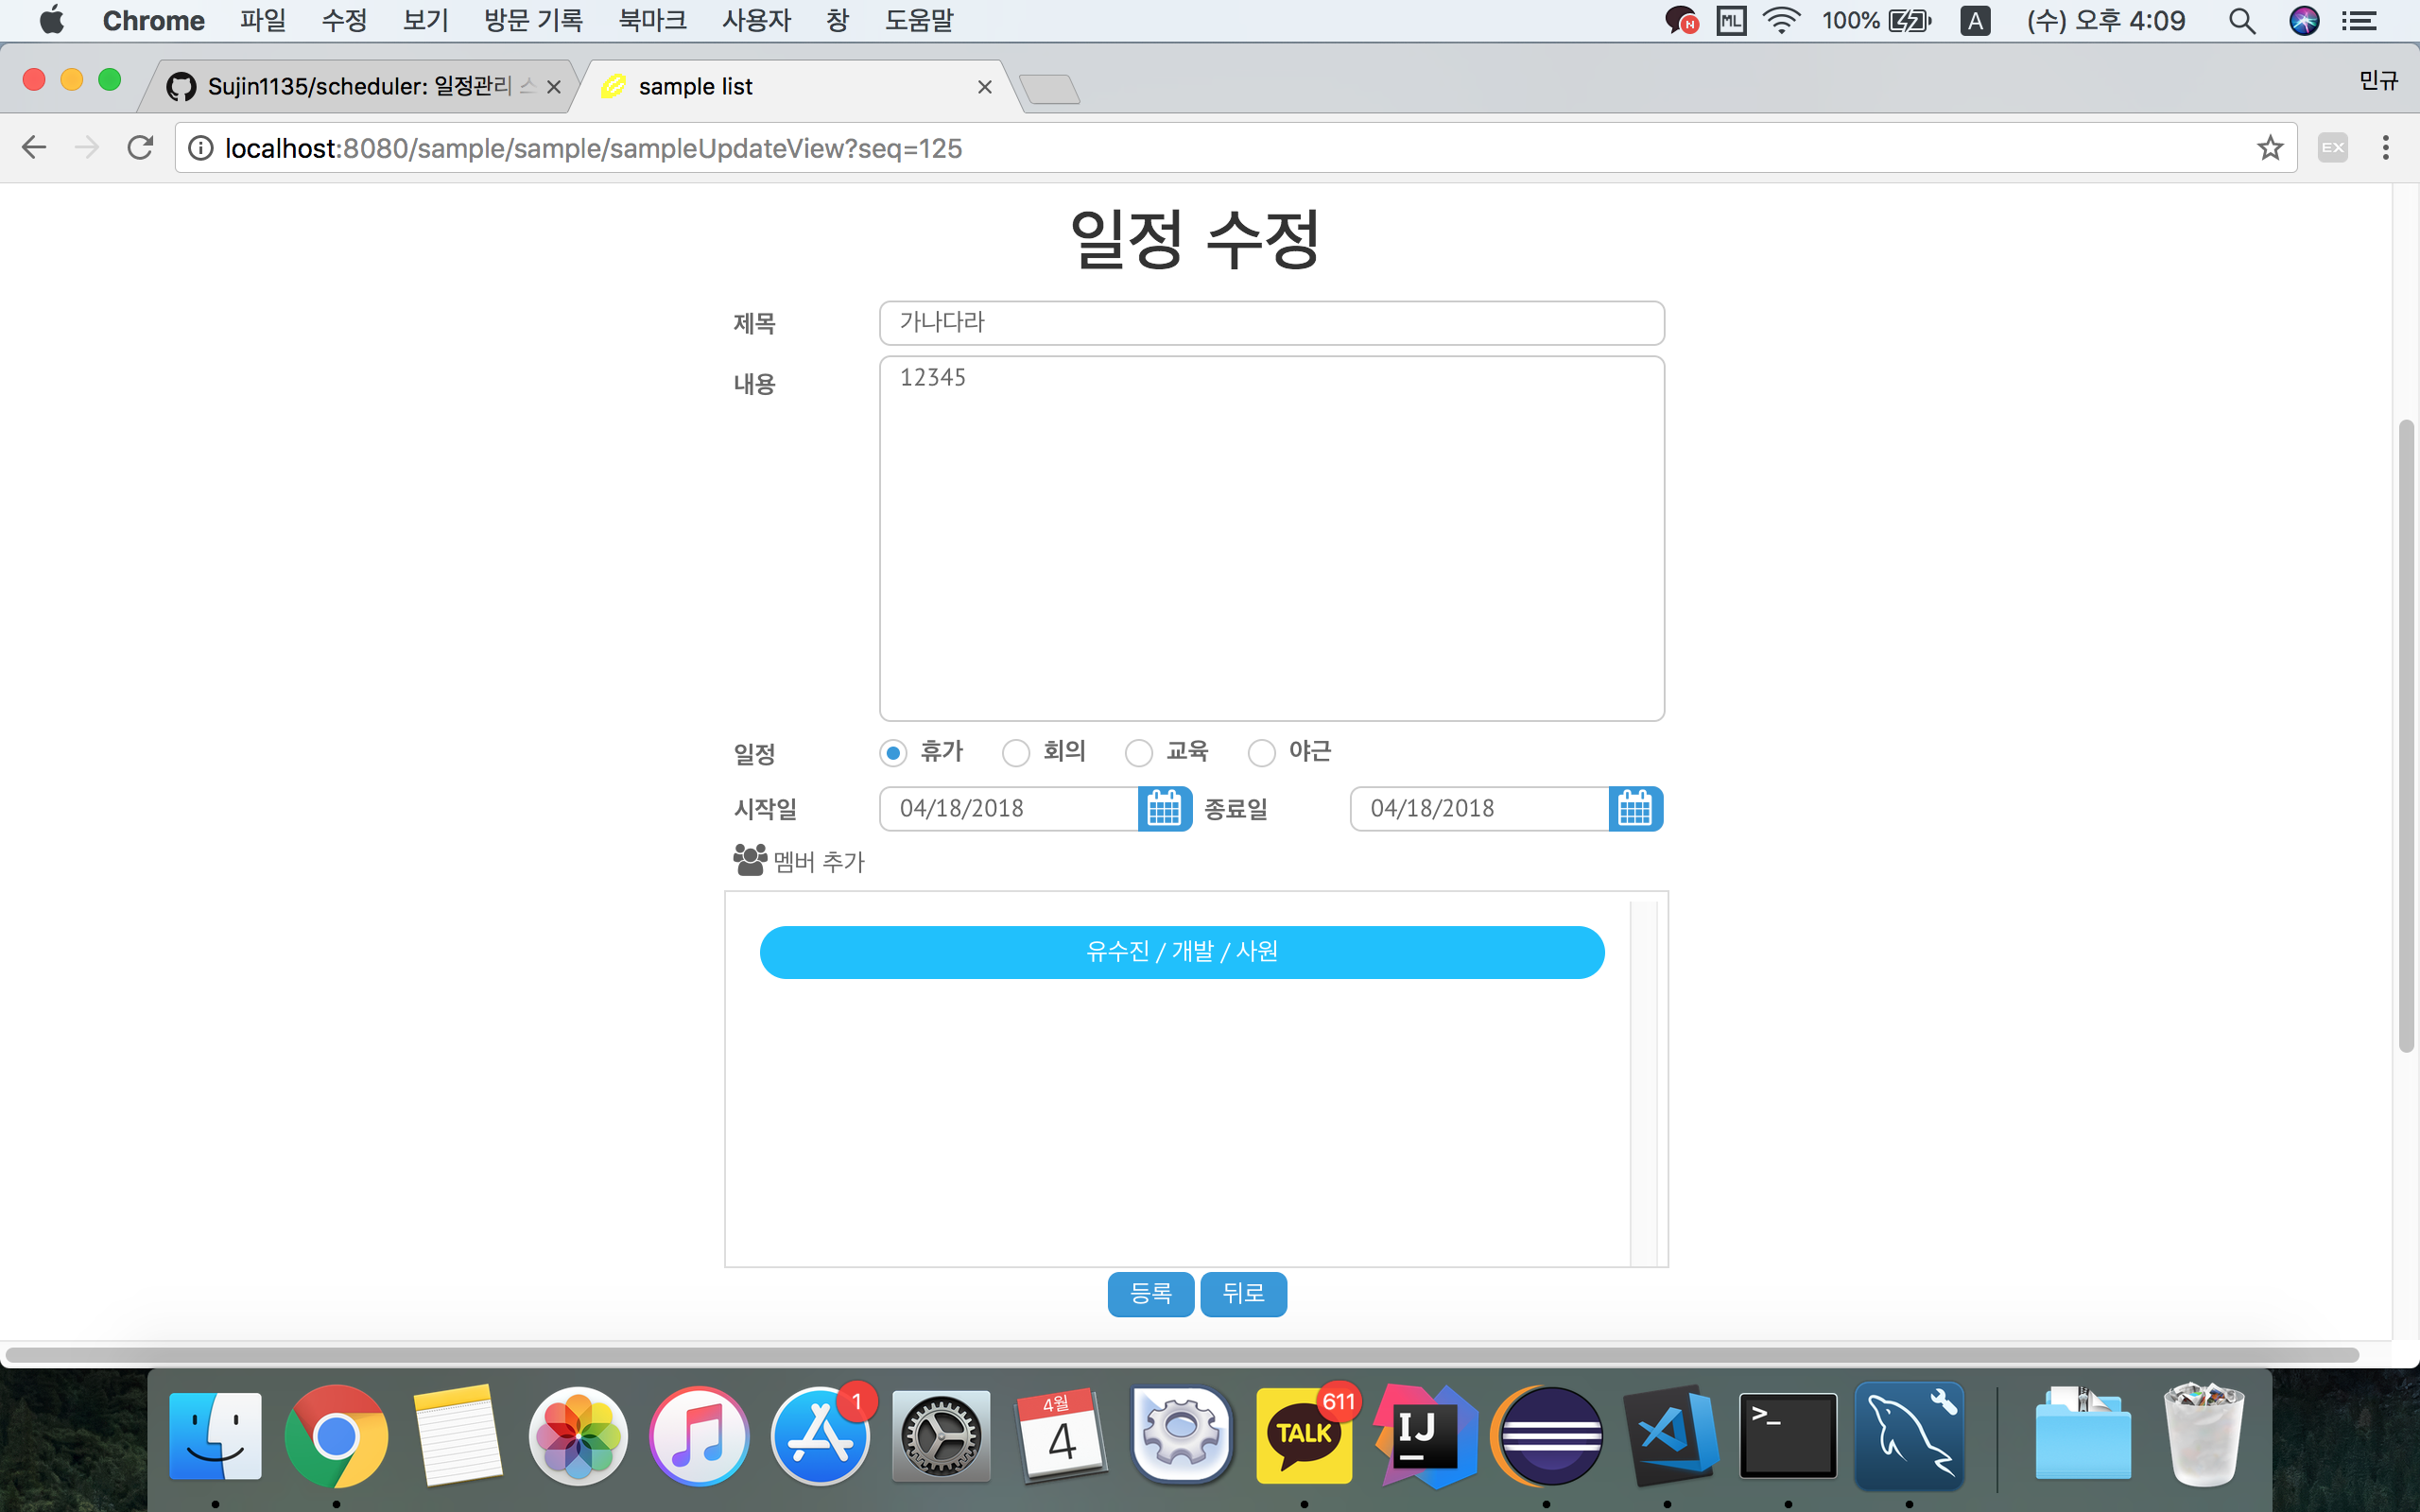 Chrome 파일 수정 보기 방문 기록 북마크 사용자 창 도움말 N ML 100% A (수) 오후 4:09
Sujin1135/scheduler: 일정관리 sample list 민규
localhost:8080/sample/sample/sampleUpdateView?seq=125 EX
일정 수정
제목 가나다라
내용 12345
일정 휴가 회의 교육 야근
시작일 04/18/2018 종료일 04/18/2018
멤버 추가
유수진 / 개발 / 사원
등록 뒤로
1 4월 4 TALK 611 IJ >_